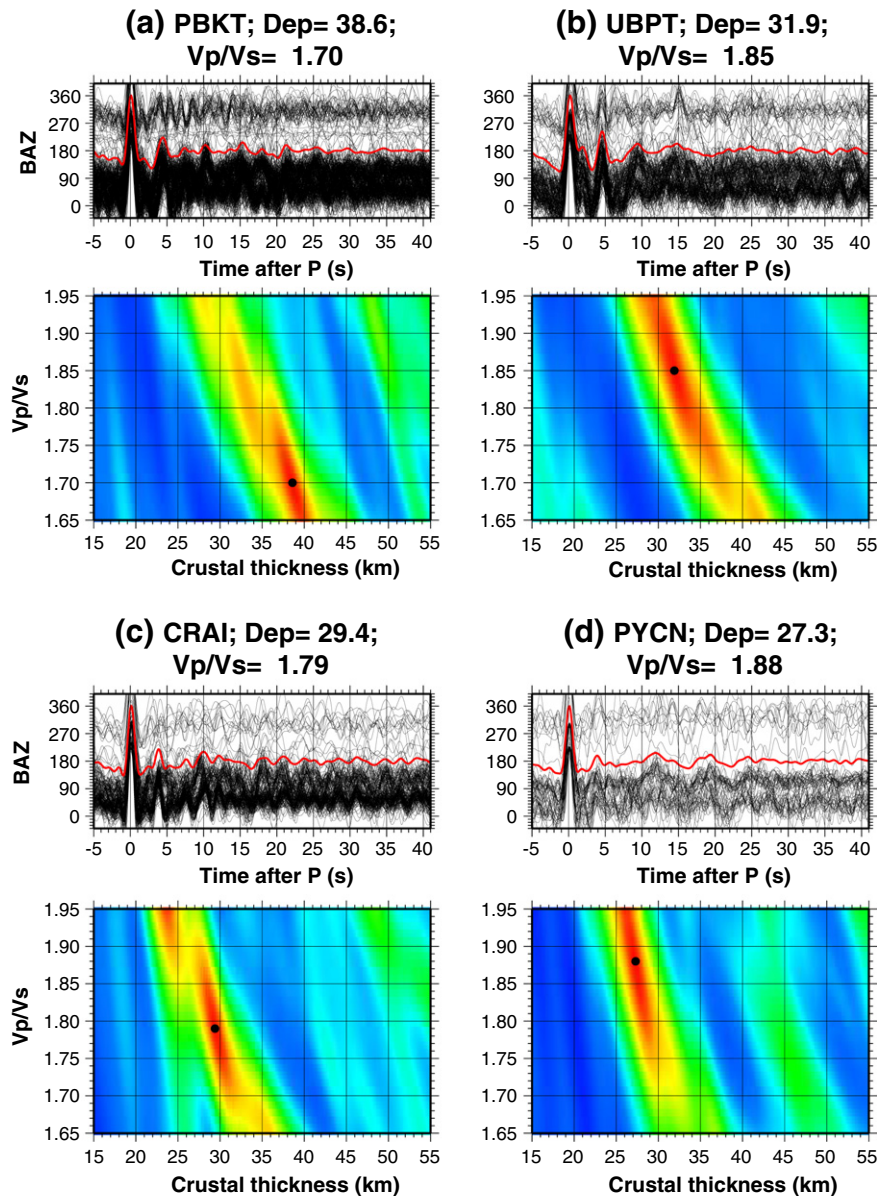 (a) PBKT; Dep= 38.6;
Vp/Vs= 1.70
BAZ
360
270
180
90
0
-5 0 5 10 15 20 25 30 35 40
Time after P (s)
Vp/Vs
1.95
1.90
1.85
1.80
1.75
1.70
1.65
15 20 25 30 35 40 45 50 55
Crustal thickness (km)
(b) UBPT; Dep= 31.9;
Vp/Vs= 1.85
360
270
180
90
0
-5 0 5 10 15 20 25 30 35 40
Time after P (s)
1.95
1.90
1.85
1.80
1.75
1.70
1.65
15 20 25 30 35 40 45 50 55
Crustal thickness (km)
(c) CRAI; Dep= 29.4;
Vp/Vs= 1.79
BAZ
360
270
180
90
0
-5 0 5 10 15 20 25 30 35 40
Time after P (s)
Vp/Vs
1.95
1.90
1.85
1.80
1.75
1.70
1.65
15 20 25 30 35 40 45 50 55
Crustal thickness (km)
(d) PYCN; Dep= 27.3;
Vp/Vs= 1.88
360
270
180
90
0
-5 0 5 10 15 20 25 30 35 40
Time after P (s)
1.95
1.90
1.85
1.80
1.75
1.70
1.65
15 20 25 30 35 40 45 50 55
Crustal thickness (km)